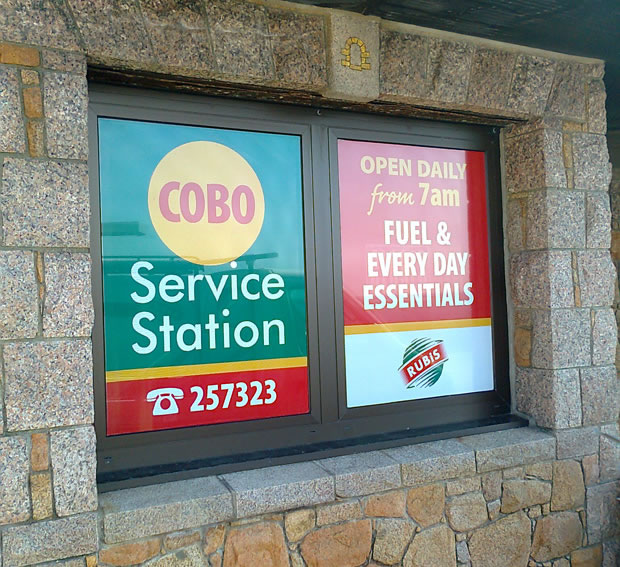 COBO
Service
Station
257323
OPEN DAILY
from 7am
FUEL &
EVERY DAY
ESSENTIALS
RUBiS